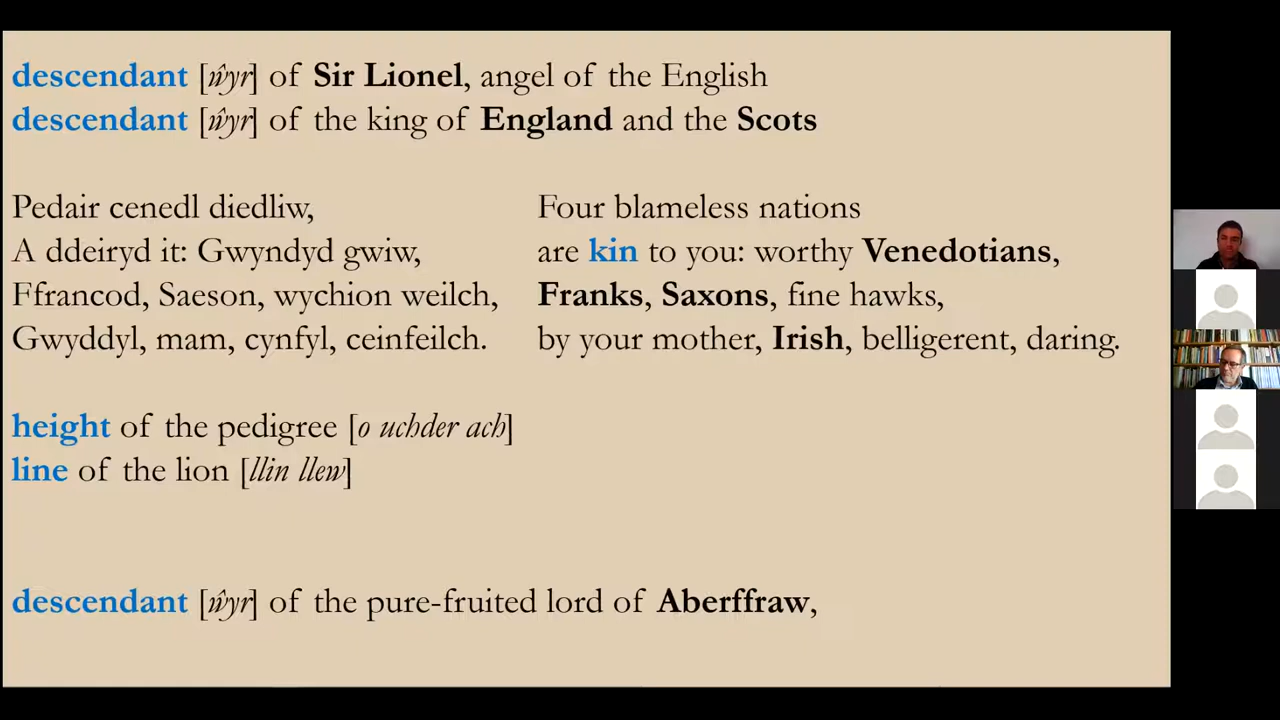 descendant [ŵyr] of Sir Lionel, angel of the English
descendant [ŵyr] of the king of England and the Scots
Pedair cenedl diedliw,
A ddeiryd it: Gwyndyd gwiw,
Ffrancod, Saeson, wychion weilch,
Gwyddyl, mam, cynfyl, ceinfeilch.
Four blameless nations
are kin to you: worthy Venedotians,
Franks, Saxons, fine hawks,
by your mother, Irish, belligerent, daring.
height of the pedigree [o uchder ach]
line of the lion [llin llew]
descendant [ŵyr] of the pure-fruited lord of Aberffraw,